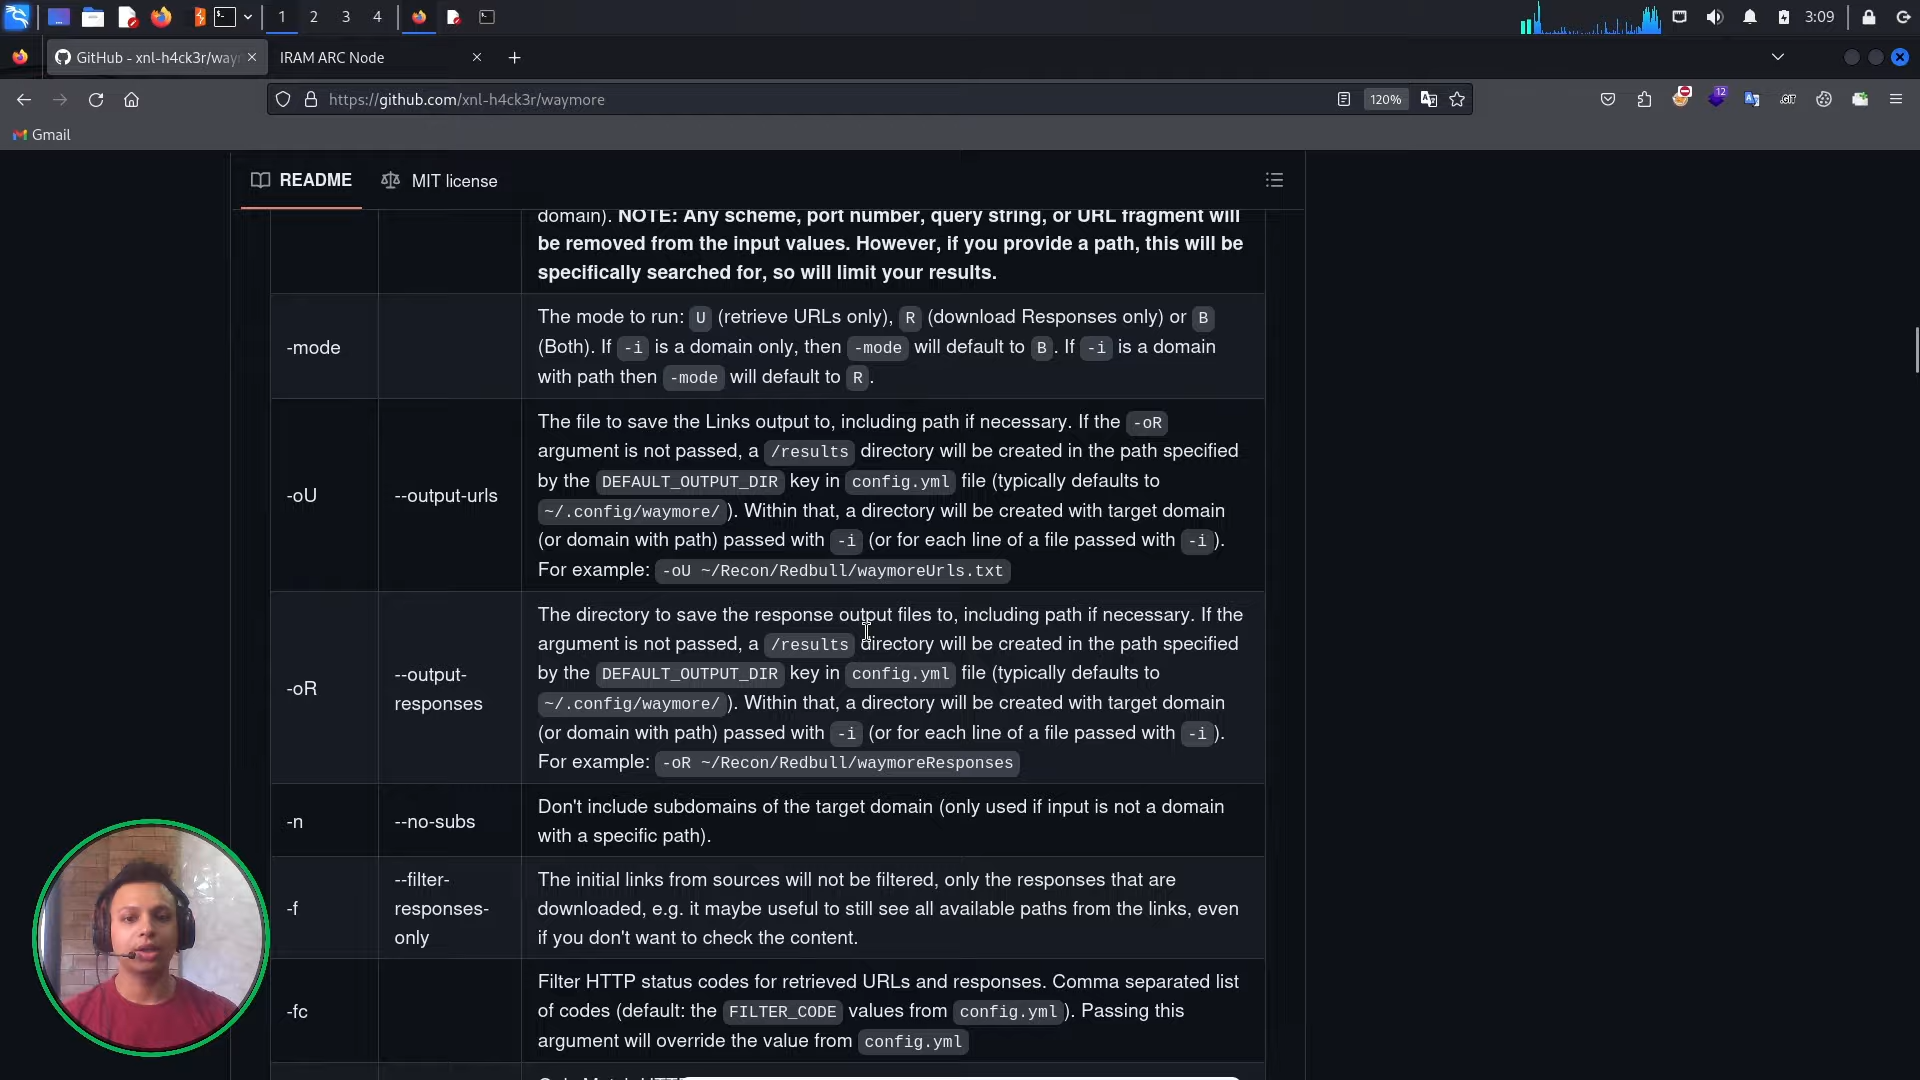 1 2 3 4 3:09
GitHub - xnl-h4ck3r/way
IRAM ARC Node
https://github.com/xnl-h4ck3r/waymore 120% 12 .GIT
Gmail
README MIT license
domain). NOTE: Any scheme, port number, query string, or URL fragment will
be removed from the input values. However, if you provide a path, this will be
specifically searched for, so will limit your results.
-mode
The mode to run: U (retrieve URLs only), R (download Responses only) or B
(Both). If -i is a domain only, then -mode will default to B . If -i is a domain
with path then -mode will default to R .
-oU --output-urls
The file to save the Links output to, including path if necessary. If the -oR
argument is not passed, a /results directory will be created in the path specified
by the DEFAULT_OUTPUT_DIR key in config.yml file (typically defaults to
~/.config/waymore/ ). Within that, a directory will be created with target domain
(or domain with path) passed with -i (or for each line of a file passed with -i ).
For example: -oU ~/Recon/Redbull/waymoreUrls.txt
-oR --output-
responses
The directory to save the response output files to, including path if necessary. If the
argument is not passed, a /results directory will be created in the path specified
by the DEFAULT_OUTPUT_DIR key in config.yml file (typically defaults to
~/.config/waymore/ ). Within that, a directory will be created with target domain
(or domain with path) passed with -i (or for each line of a file passed with -i ).
For example: -oR ~/Recon/Redbull/waymoreResponses
-n --no-subs
Don't include subdomains of the target domain (only used if input is not a domain
with a specific path).
-f --filter-
responses-
only
The initial links from sources will not be filtered, only the responses that are
downloaded, e.g. it maybe useful to still see all available paths from the links, even
if you don't want to check the content.
-fc
Filter HTTP status codes for retrieved URLs and responses. Comma separated list
of codes (default: the FILTER_CODE values from config.yml ). Passing this
argument will override the value from config.yml